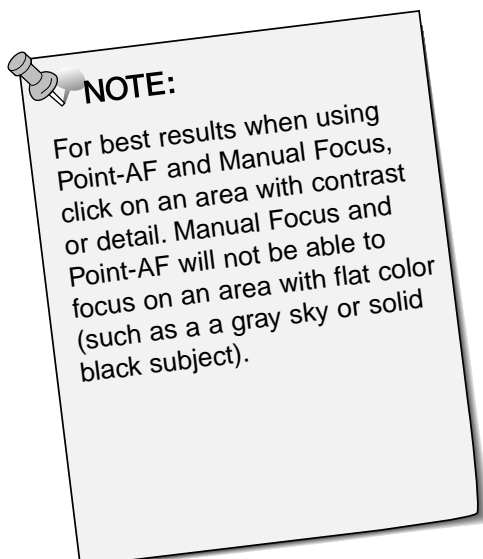 NOTE:
For best results when using
Point-AF and Manual Focus,
click on an area with contrast
or detail. Manual Focus and
Point-AF will not be able to
focus on an area with flat color
(such as a a gray sky or solid
black subject).